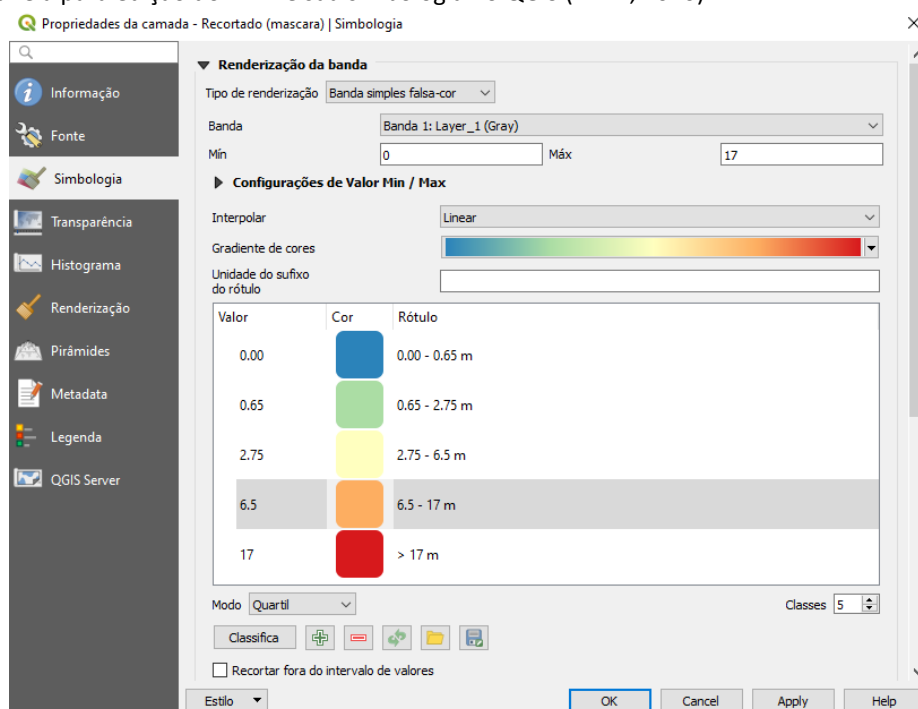 Propriedades da camada - Recortado (mascara) | Simbologia
Informação
Fonte
Simbologia
Transparência
Histograma
Renderização
Pirâmides
Metadata
Legenda
QGIS Server
Renderização da banda
Tipo de renderização Banda simples falsa-cor
Banda Banda 1: Layer_1 (Gray)
Mín 0 Máx 17
Configurações de Valor Min / Max
Interpolar Linear
Gradiente de cores
Unidade do sufixo
do rótulo
Valor Cor Rótulo
0.00 0.00 - 0.65 m
0.65 0.65 - 2.75 m
2.75 2.75 - 6.5 m
6.5 6.5 - 17 m
17 > 17 m
Modo Quartil Classes 5
Classifica
Recortar fora do intervalo de valores
Estilo OK Cancel Apply Help